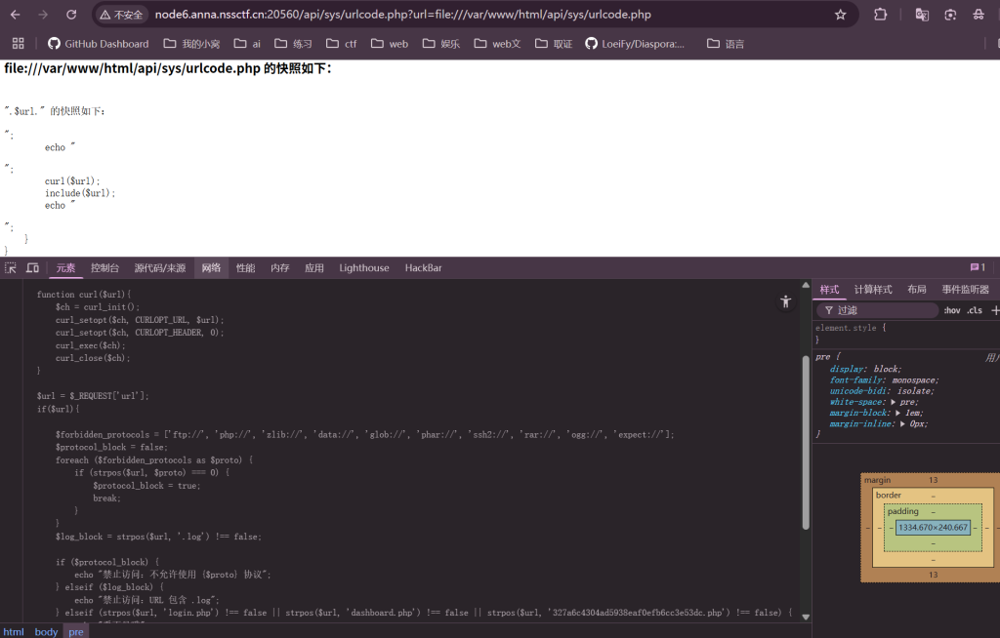 不安全 node6.anna.nssctf.cn:20560/api/sys/urlcode.php?url=file:///var/www/html/api/sys/urlcode.php
GitHub Dashboard 我的小窝 ai 练习 ctf web 娱乐 web文 取证 LoeiFy/Diaspora:... 语言
file:///var/www/html/api/sys/urlcode.php 的快照如下：
".$url." 的快照如下：
";
echo "
";
curl($url);
include($url);
echo "
";
}
}
元素 控制台 源代码/来源 网络 性能 内存 应用 Lighthouse HackBar 1
function curl($url){
$ch = curl_init();
curl_setopt($ch, CURLOPT_URL, $url);
curl_setopt($ch, CURLOPT_HEADER, 0);
curl_exec($ch);
curl_close($ch);
}
$url = $_REQUEST['url'];
if($url){
$forbidden_protocols = ['ftp://', 'php://', 'zlib://', 'data://', 'glob://', 'phar://', 'ssh2://', 'rar://', 'ogg://', 'expect://'];
$protocol_block = false;
foreach ($forbidden_protocols as $proto) {
if (strpos($url, $proto) === 0) {
$protocol_block = true;
break;
}
}
$log_block = strpos($url, '.log') !== false;
if ($protocol_block) {
echo "禁止访问：不允许使用 {$proto} 协议";
} elseif ($log_block) {
echo "禁止访问：URL 包含 .log";
} elseif (strpos($url, 'login.php') !== false || strpos($url, 'dashboard.php') !== false || strpos($url, '327a6c4304ad5938eaf0efb6cc3e53dc.php') !== false) {
html body pre
样式 计算样式 布局 事件监听器
过滤 :hov .cls
element.style {
}
pre { 用户
display: block;
font-family: monospace;
unicode-bidi: isolate;
white-space: pre;
margin-block: 1em;
margin-inline: 0px;
}
margin 13
border –
padding –
– – – 1334.670×240.667 – – –
–
–
13